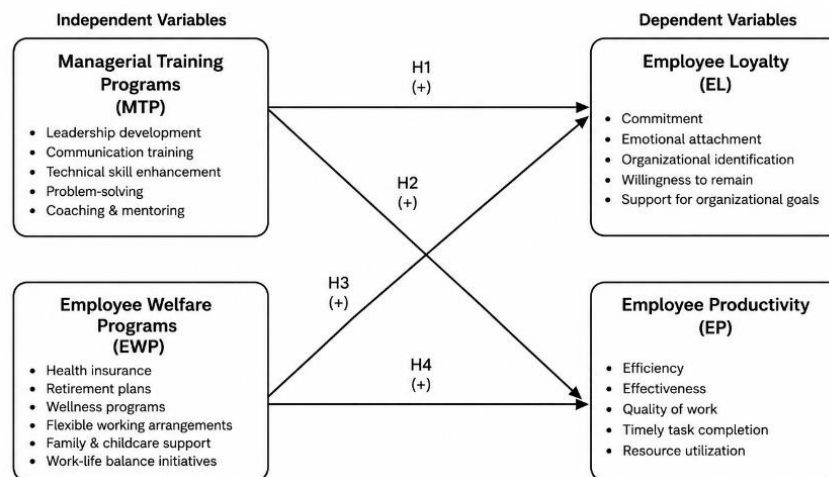 Independent Variables
Dependent Variables
Managerial Training
Programs
(MTP)
• Leadership development
• Communication training
• Technical skill enhancement
• Problem-solving
• Coaching & mentoring
H1
(+)
Employee Loyalty
(EL)
• Commitment
• Emotional attachment
• Organizational identification
• Willingness to remain
• Support for organizational goals
H2
(+)
H3
(+)
Employee Welfare
Programs
(EWP)
• Health insurance
• Retirement plans
• Wellness programs
• Flexible working arrangements
• Family & childcare support
• Work-life balance initiatives
H4
(+)
Employee Productivity
(EP)
• Efficiency
• Effectiveness
• Quality of work
• Timely task completion
• Resource utilization